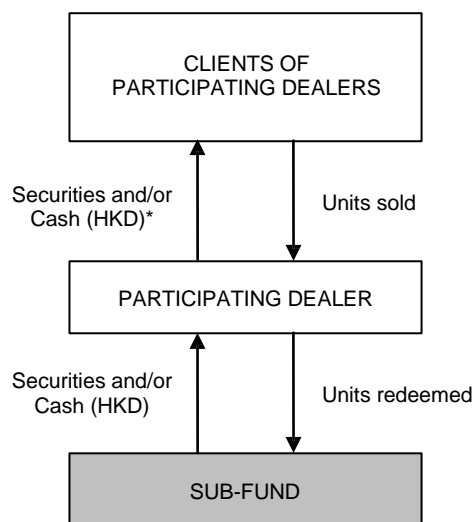 CLIENTS OF
PARTICIPATING DEALERS
Securities and/or
Cash (HKD)*
Units sold
PARTICIPATING DEALER
Securities and/or
Cash (HKD)
Units redeemed
SUB-FUND